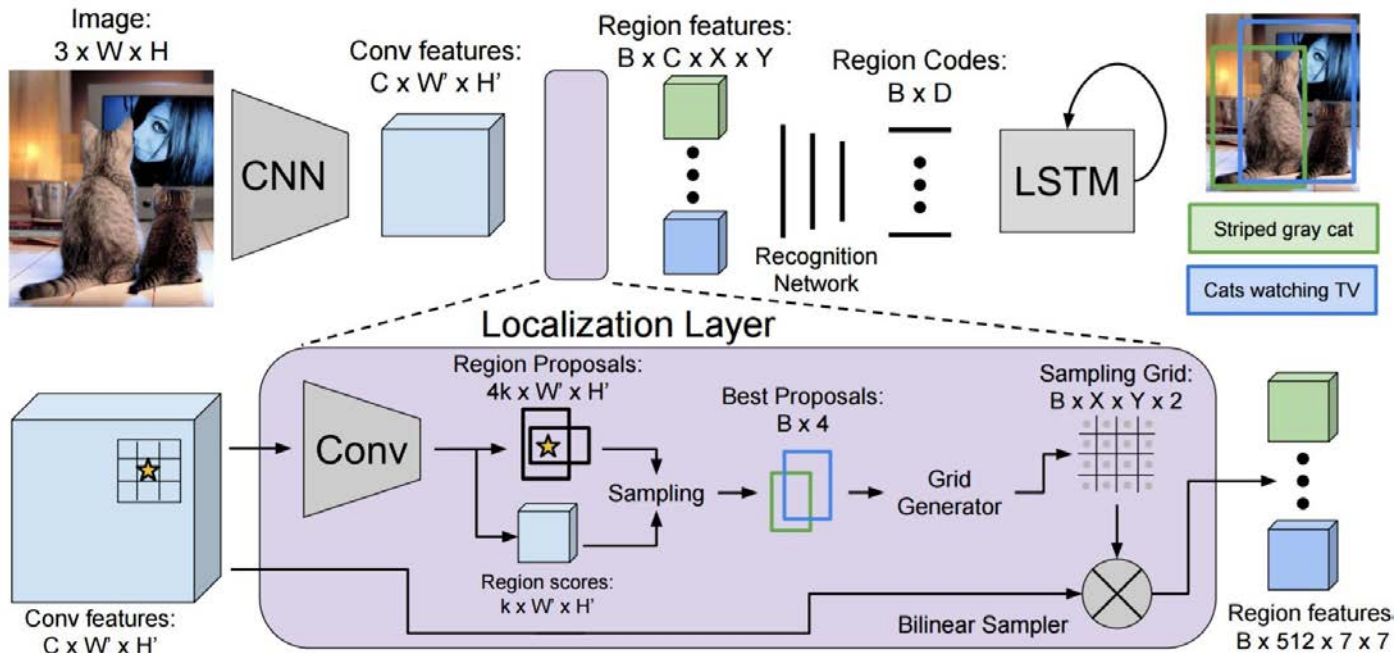 Image:
3 x W x H
CNN
Conv features:
C x W' x H'
Region features:
B x C x X x Y
Recognition
Network
Region Codes:
B x D
LSTM
Striped gray cat
Cats watching TV
Localization Layer
Conv features:
C x W' x H'
Conv
Region Proposals:
4k x W' x H'
Region scores:
k x W' x H'
Sampling
Best Proposals:
B x 4
Grid
Generator
Sampling Grid:
B x X x Y x 2
Bilinear Sampler
Region features:
B x 512 x 7 x 7